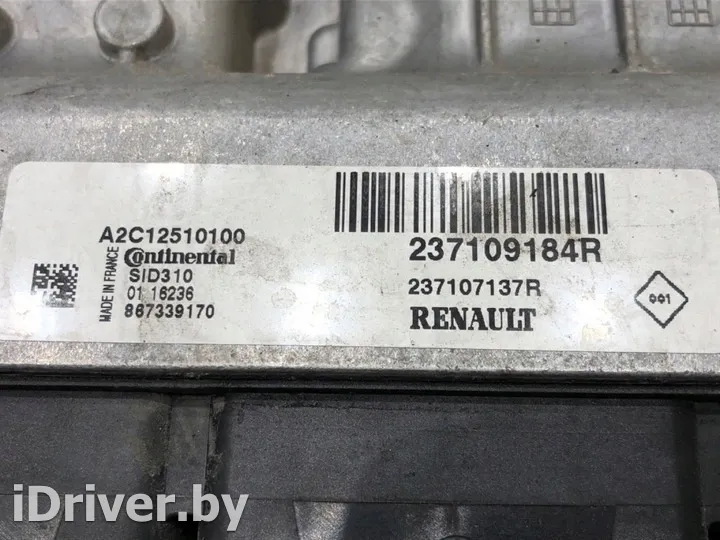 MADE IN FRANCE
A2C12510100
Continental
SID310
01 16236
867339170
237109184R
237107137R
RENAULT
001
iDriver.by